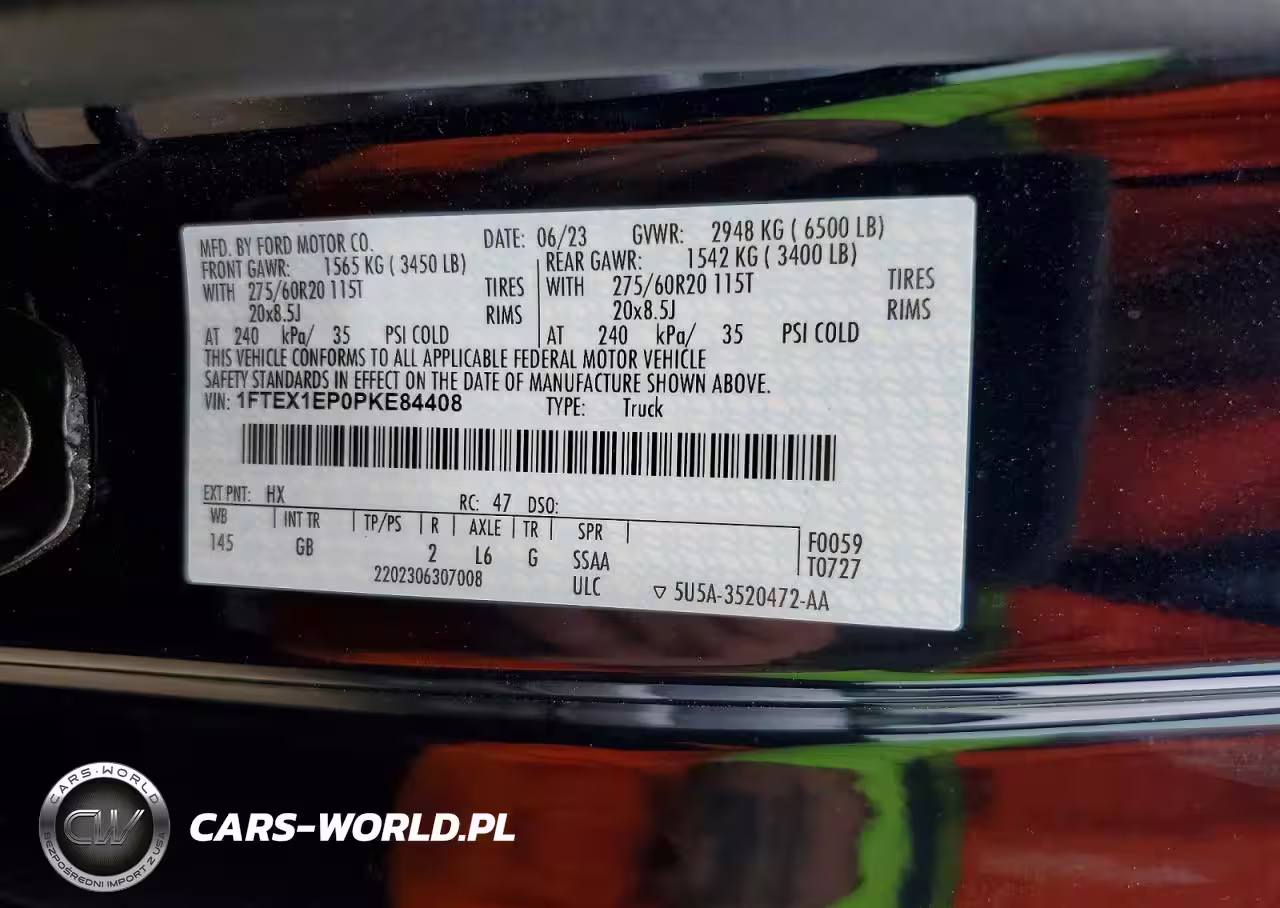 MFD. BY FORD MOTOR CO. DATE: 06/23 GVWR: 2948 KG ( 6500 LB)
FRONT GAWR: 1565 KG ( 3450 LB) REAR GAWR: 1542 KG ( 3400 LB)
WITH 275/60R20 115T TIRES WITH 275/60R20 115T TIRES
20x8.5J RIMS 20x8.5J RIMS
AT 240 kPa/ 35 PSI COLD AT 240 kPa/ 35 PSI COLD
THIS VEHICLE CONFORMS TO ALL APPLICABLE FEDERAL MOTOR VEHICLE
SAFETY STANDARDS IN EFFECT ON THE DATE OF MANUFACTURE SHOWN ABOVE.
VIN: 1FTEX1EP0PKE84408 TYPE: Truck
EXT PNT: HX RC: 47 DSO:
WB INT TR TP/PS R AXLE TR SPR F0059
145 GB 2 L6 G SSAA T0727
2202306307008 ULC ▽ 5U5A-3520472-AA
CARS-WORLD
CW
BEZPOŚREDNI IMPORT Z USA
CARS-WORLD.PL